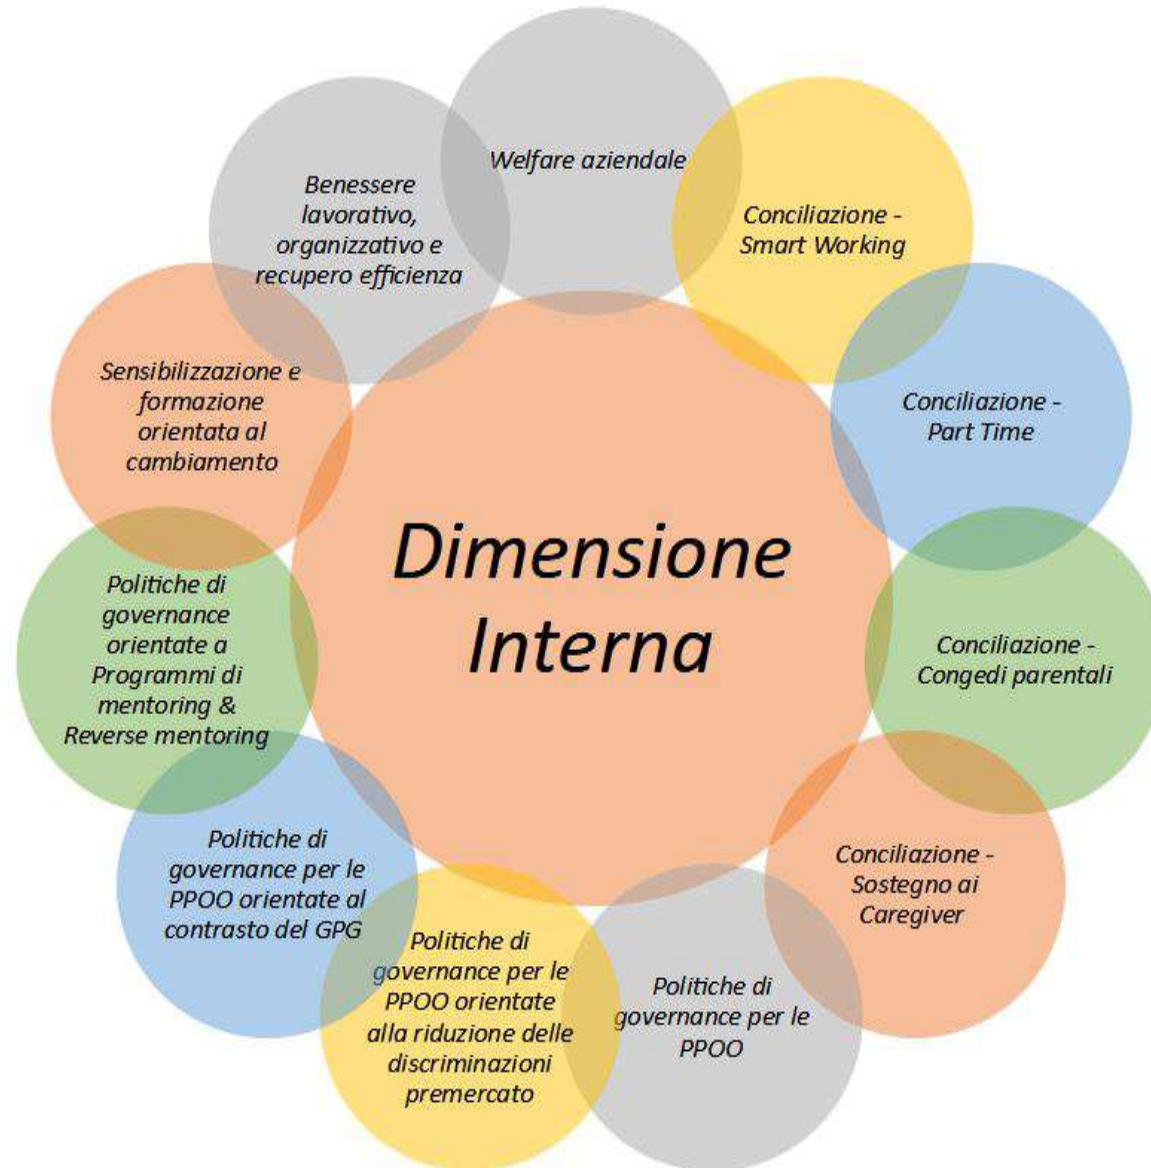 Welfare aziendale
Conciliazione -
Smart Working
Conciliazione -
Part Time
Conciliazione -
Congedi parentali
Conciliazione -
Sostegno ai
Caregiver
Politiche di
governance per le
PPOO
Politiche di
governance per le
PPOO orientate
alla riduzione delle
discriminazioni
premercato
Politiche di
governance per le
PPOO orientate al
contrasto del GPG
Politiche di
governance
orientate a
Programmi di
mentoring &
Reverse mentoring
Sensibilizzazione e
formazione
orientata al
cambiamento
Benessere
lavorativo,
organizzativo e
recupero efficienza
Dimensione
Interna